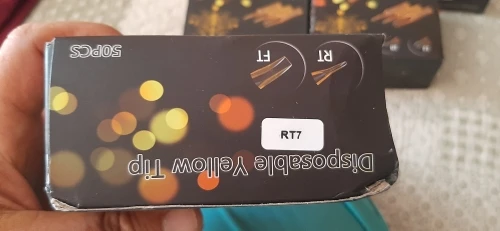 Disposable Yellow Tip
RT7
RT
FT
50PCS